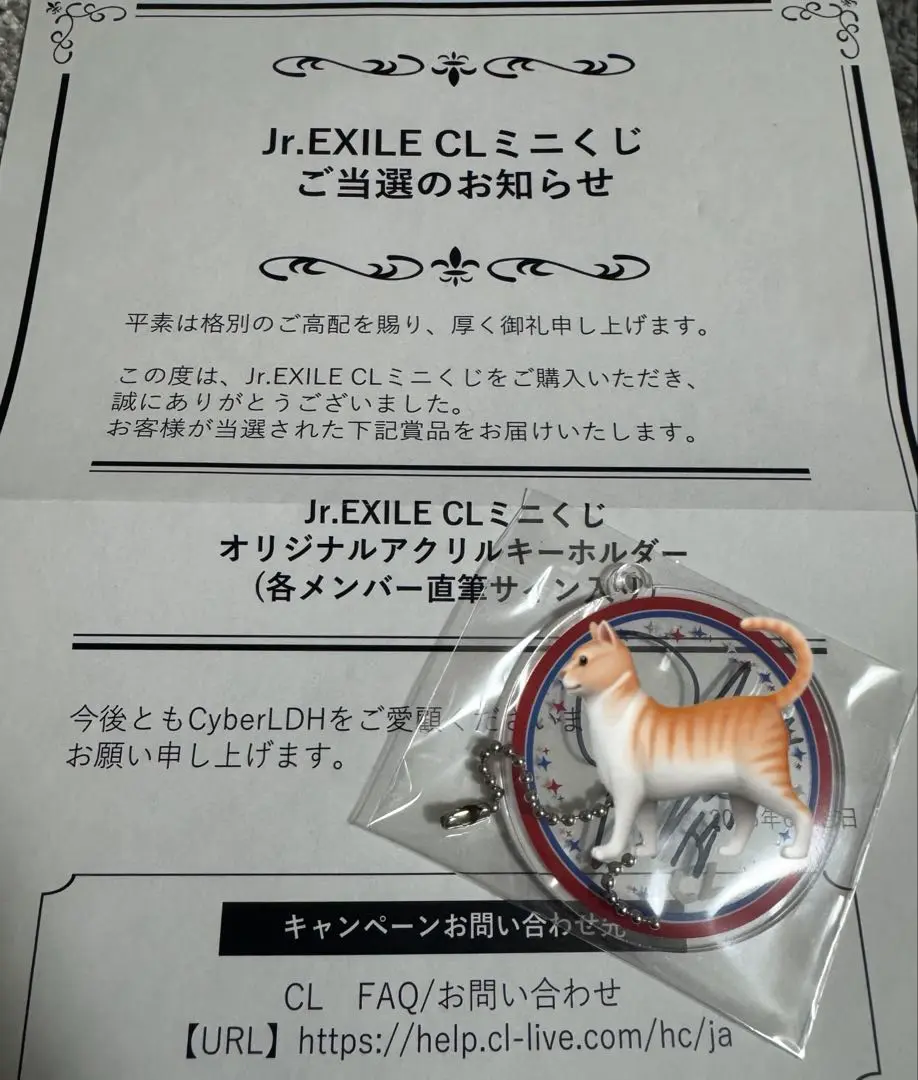 Jr.EXILE CLミニくじ
ご当選のお知らせ
平素は格別のご高配を賜り、厚く御礼申し上げます。
この度は、Jr.EXILE CLミニくじをご購入いただき、
誠にありがとうございました。
お客様が当選された下記賞品をお届けいたします。
Jr.EXILE CLミニくじ
オリジナルアクリルキーホルダー
(各メンバー直筆サイン入り)
今後ともCyberLDHをご愛顧くださいま
お願い申し上げます。
年 日
キャンペーンお問い合わせ先
CL FAQ/お問い合わせ
【URL】https://help.cl-live.com/hc/ja